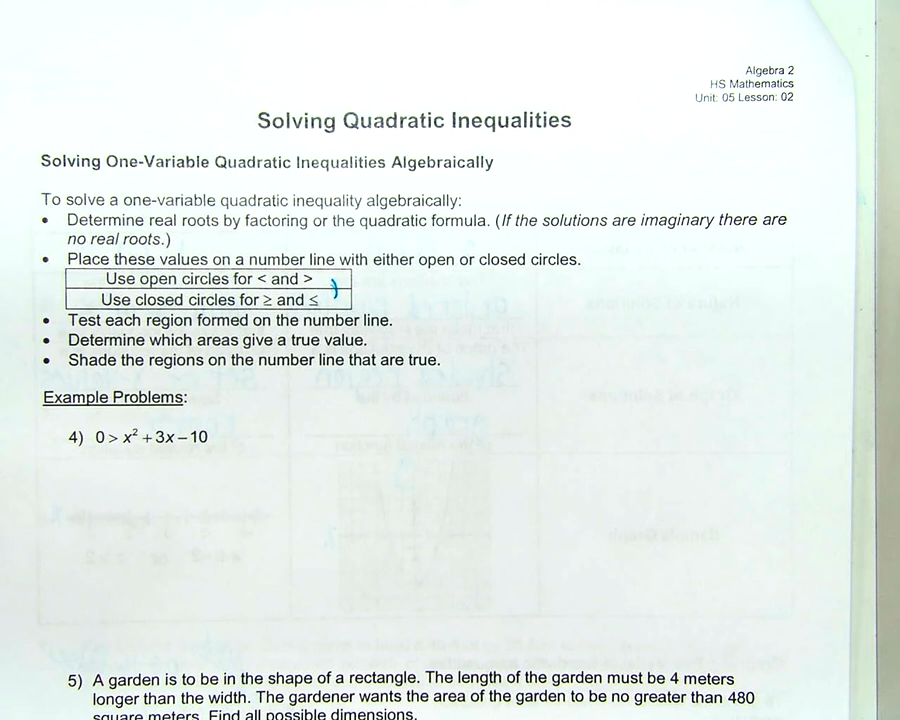 Algebra 2
HS Mathematics
Unit: 05 Lesson: 02
Solving Quadratic Inequalities
Solving One-Variable Quadratic Inequalities Algebraically
To solve a one-variable quadratic inequality algebraically:
• Determine real roots by factoring or the quadratic formula. (If the solutions are imaginary there are
no real roots.)
• Place these values on a number line with either open or closed circles.
Use open circles for < and >
Use closed circles for ≥ and ≤
• Test each region formed on the number line.
• Determine which areas give a true value.
• Shade the regions on the number line that are true.
Example Problems:
4) 0 > x² + 3x – 10
5) A garden is to be in the shape of a rectangle. The length of the garden must be 4 meters
longer than the width. The gardener wants the area of the garden to be no greater than 480
square meters. Find all possible dimensions.